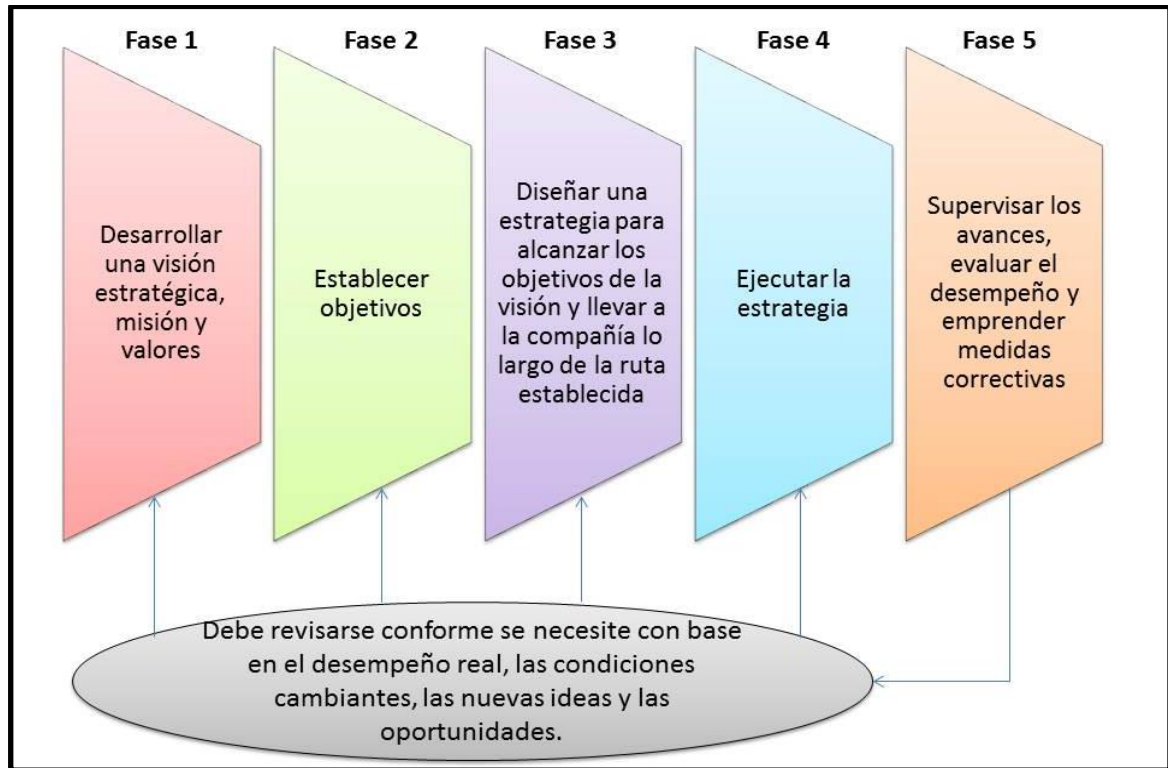 Fase 1
Fase 2
Fase 3
Fase 4
Fase 5
Desarrollar
una visión
estratégica,
misión y
valores
Establecer
objetivos
Diseñar una
estrategia para
alcanzar los
objetivos de la
visión y llevar a
la compañía lo
largo de la ruta
establecida
Ejecutar la
estrategia
Supervisar los
avances,
evaluar el
desempeño y
emprender
medidas
correctivas
Debe revisarse conforme se necesite con base
en el desempeño real, las condiciones
cambiantes, las nuevas ideas y las
oportunidades.